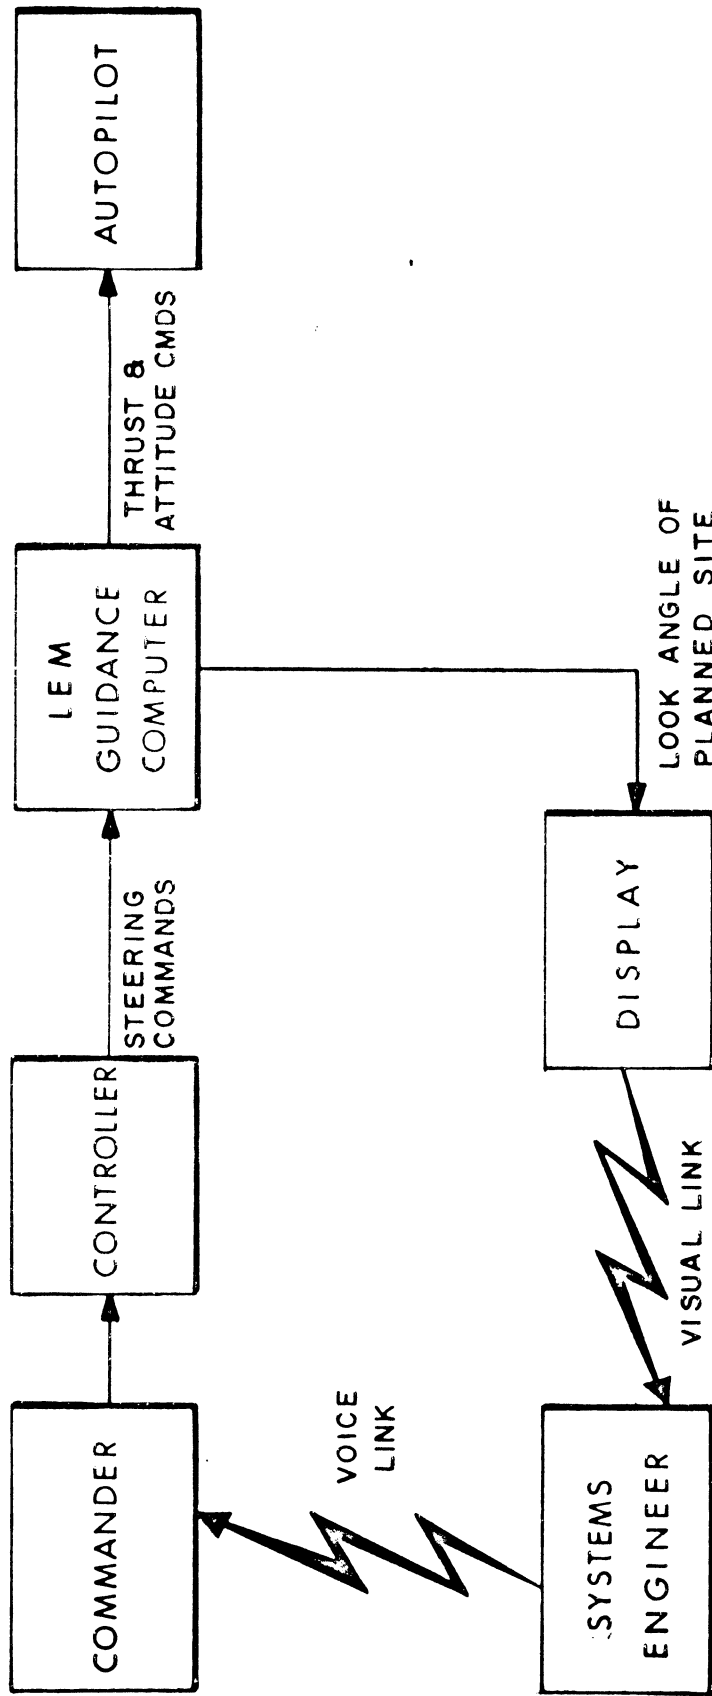 COMMANDER
CONTROLLER
STEERING
COMMANDS
LEM
GUIDANCE
COMPUTER
THRUST &
ATTITUDE CMDS
AUTOPILOT
VOICE
LINK
SYSTEMS
ENGINEER
VISUAL LINK
DISPLAY
LOOK ANGLE OF
PLANNED SITE